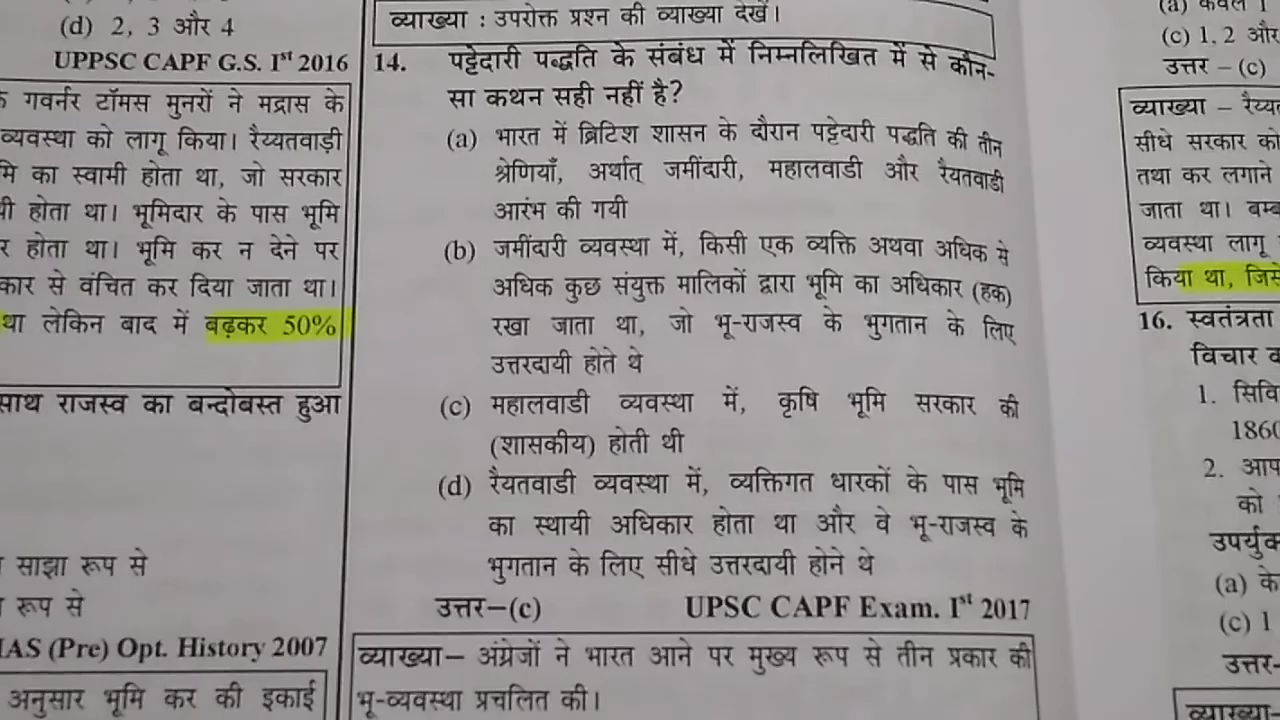 (d) 2, 3 और 4
UPPSC CAPF G.S. Iˢᵗ 2016
गवर्नर टॉमस मुनरों ने मद्रास के
व्यवस्था को लागू किया। रैय्यतवाड़ी
का स्वामी होता था, जो सरकार
होता था। भूमिदार के पास भूमि
होता था। भूमि कर न देने पर
से वंचित कर दिया जाता था।
था लेकिन बाद में बढ़कर 50%
साथ राजस्व का बन्दोबस्त हुआ
साझा रूप से
रूप से
IAS (Pre) Opt. History 2007
अनुसार भूमि कर की इकाई
व्याख्या : उपरोक्त प्रश्न की व्याख्या देखें।
14. पट्टेदारी पद्धति के संबंध में निम्नलिखित में से कौन-
सा कथन सही नहीं है?
(a) भारत में ब्रिटिश शासन के दौरान पट्टेदारी पद्धति की तीन
श्रेणियाँ, अर्थात् जमींदारी, महालवाडी और रैयतवाडी
आरंभ की गयी
(b) जमींदारी व्यवस्था में, किसी एक व्यक्ति अथवा अधिक से
अधिक कुछ संयुक्त मालिकों द्वारा भूमि का अधिकार (हक)
रखा जाता था, जो भू-राजस्व के भुगतान के लिए
उत्तरदायी होते थे
(c) महालवाडी व्यवस्था में, कृषि भूमि सरकार की
(शासकीय) होती थी
(d) रैयतवाडी व्यवस्था में, व्यक्तिगत धारकों के पास भूमि
का स्थायी अधिकार होता था और वे भू-राजस्व के
भुगतान के लिए सीधे उत्तरदायी होने थे
उत्तर–(c) UPSC CAPF Exam. Iˢᵗ 2017
व्याख्या– अंग्रेजों ने भारत आने पर मुख्य रूप से तीन प्रकार की
भू-व्यवस्था प्रचलित की।
(a) केवल 1
(c) 1, 2 और
उत्तर – (c)
व्याख्या –
सीधे सरकार को
तथा कर लगाने
जाता था।
व्यवस्था लागू
किया था,
16. स्वतंत्रता
विचार
1.
1860
2.
को
(a)
(c) 1
उत्तर-
व्याख्या-